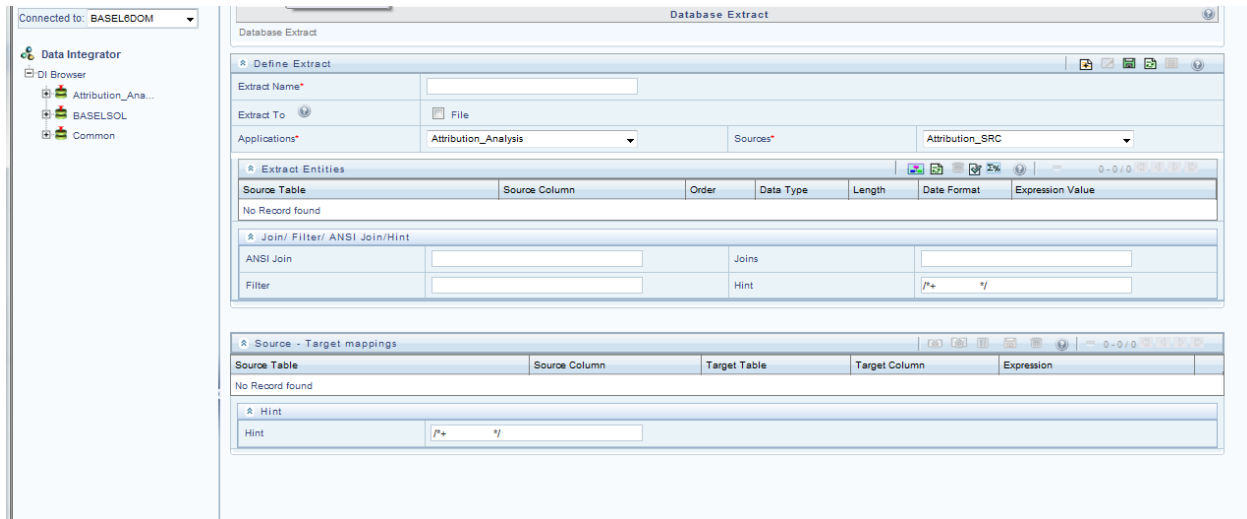 Connected to: BASEL6DOM
Data Integrator
DI Browser
Attribution_Ana...
BASELSOL
Common
Database Extract
Database Extract
Define Extract
Extract Name*
Extract To File
Applications* Attribution_Analysis Sources* Attribution_SRC
Extract Entities 0-0/0
Source Table Source Column Order Data Type Length Date Format Expression Value
No Record found
Join/ Filter/ ANSI Join/Hint
ANSI Join Joins
Filter Hint /*+ */
Source - Target mappings 0-0/0
Source Table Source Column Target Table Target Column Expression
No Record found
Hint
Hint /*+ */